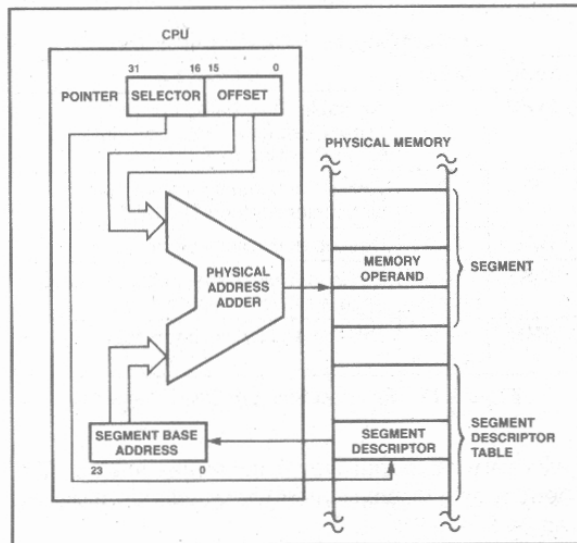 CPU
31 16 15 0
POINTER SELECTOR OFFSET
PHYSICAL MEMORY
MEMORY
OPERAND
SEGMENT
PHYSICAL
ADDRESS
ADDER
SEGMENT BASE
ADDRESS
23 0
SEGMENT
DESCRIPTOR
SEGMENT
DESCRIPTOR
TABLE